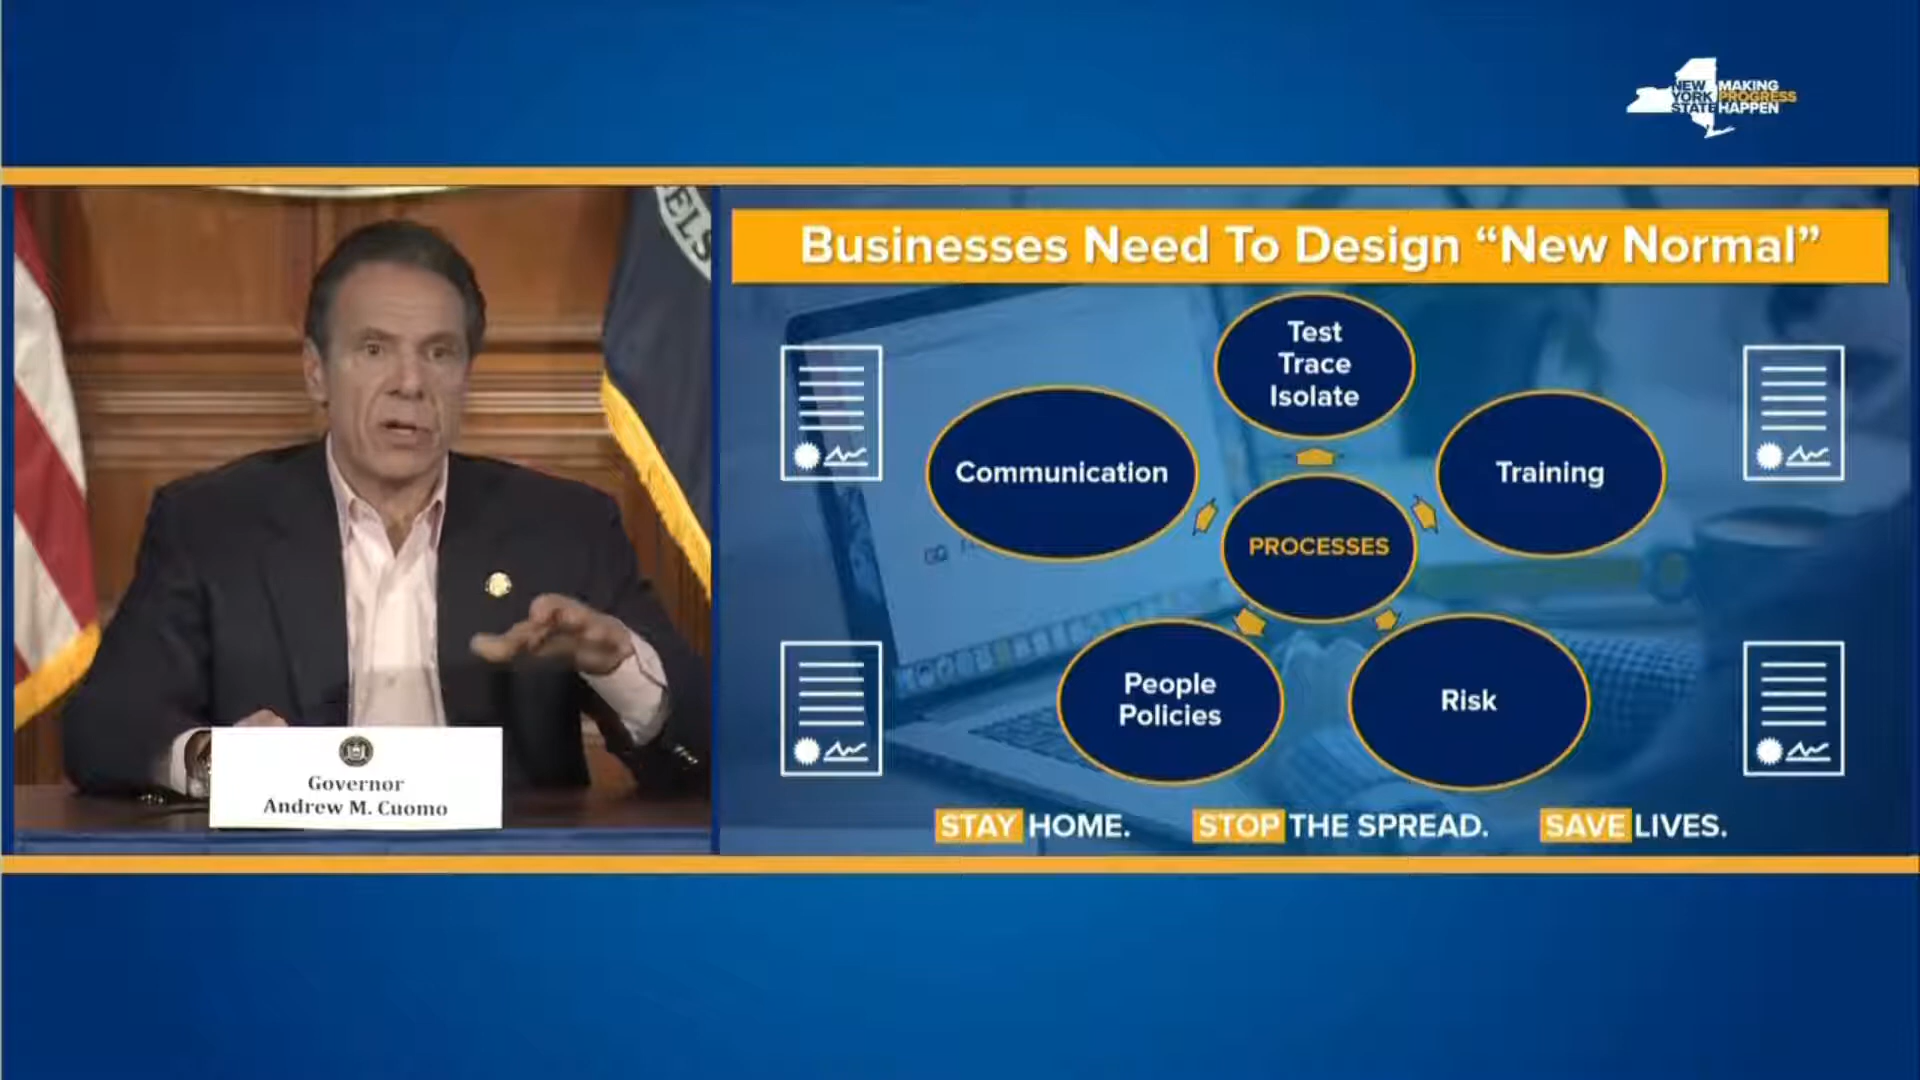 NEW
YORK
STATE
MAKING
PROGRESS
HAPPEN
ELS
Governor
Andrew M. Cuomo
Businesses Need To Design “New Normal”
Test
Trace
Isolate
Communication
Training
PROCESSES
People
Policies
Risk
STAY HOME. STOP THE SPREAD. SAVE LIVES.